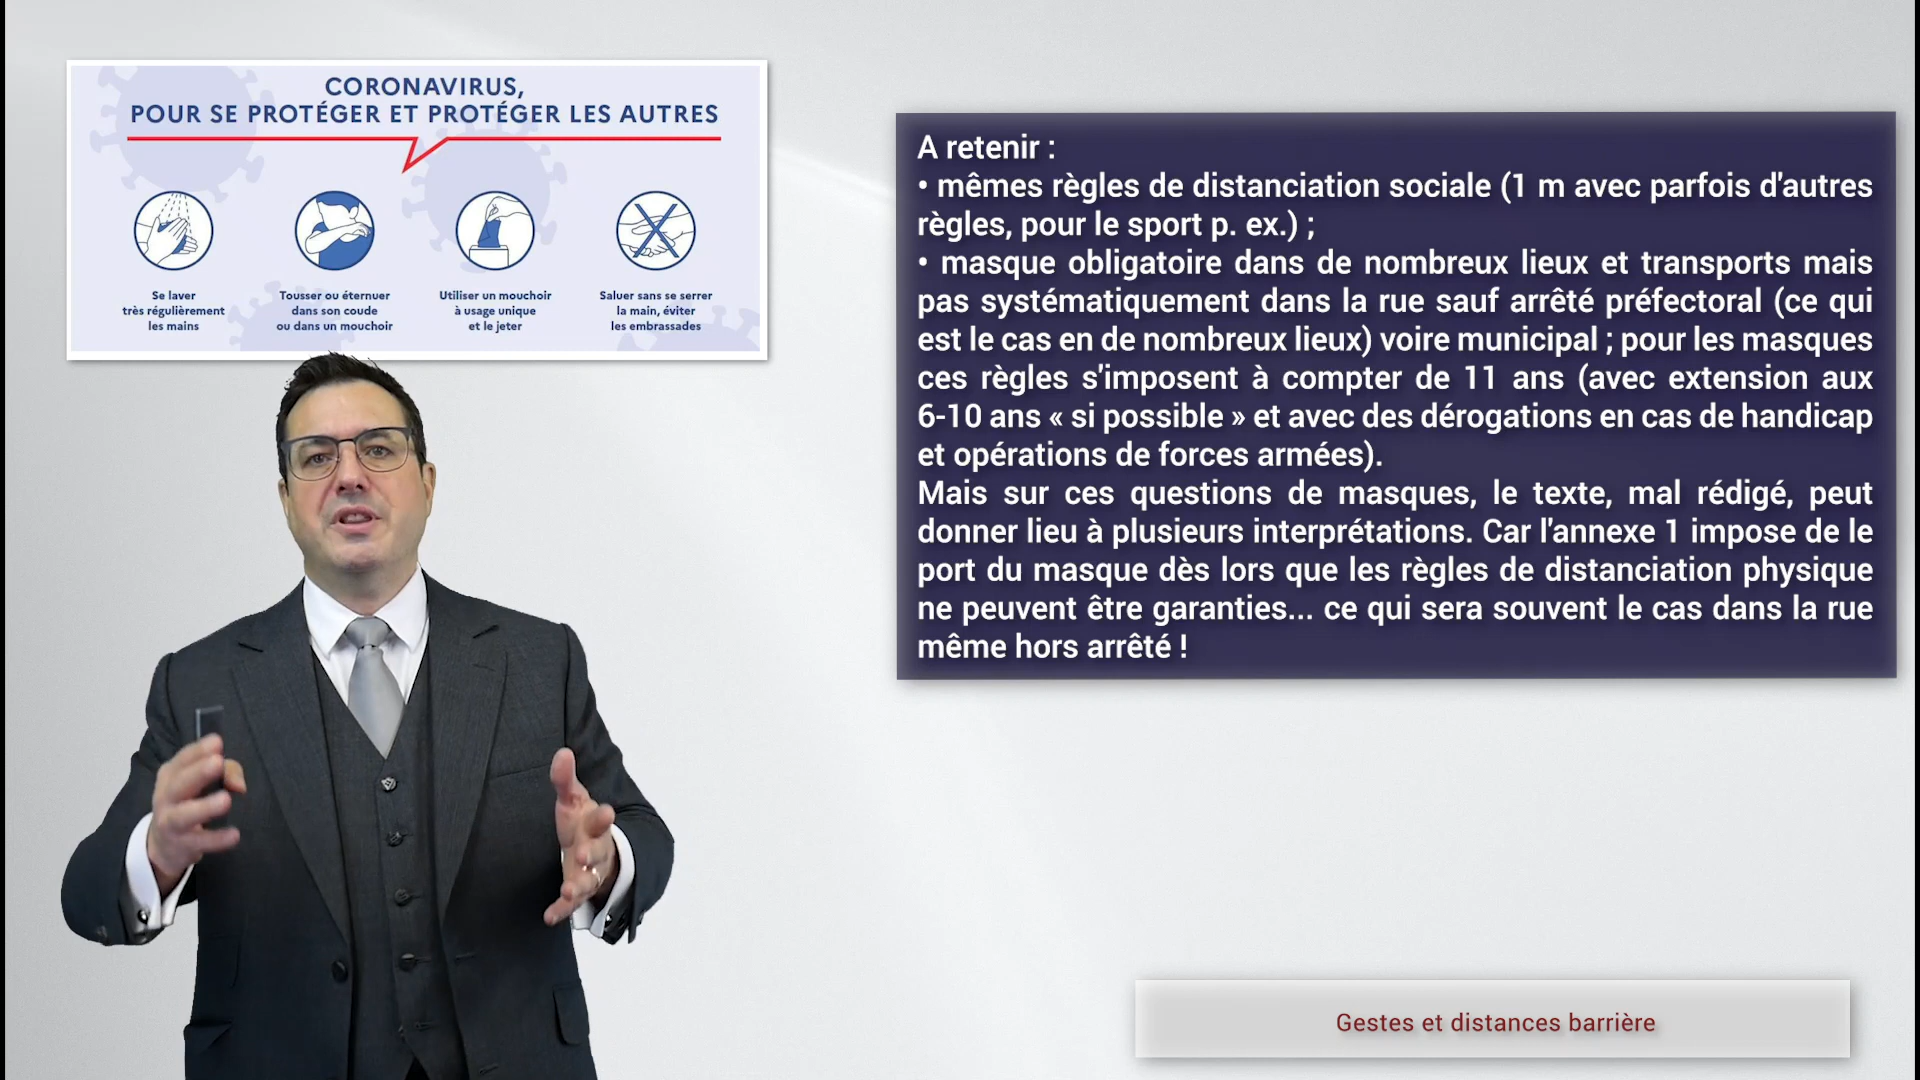 CORONAVIRUS,
POUR SE PROTÉGER ET PROTÉGER LES AUTRES
Se laver
très régulièrement
les mains
Tousser ou éternuer
dans son coude
ou dans un mouchoir
Utiliser un mouchoir
à usage unique
et le jeter
Saluer sans se serrer
la main, éviter
les embrassades
A retenir :
• mêmes règles de distanciation sociale (1 m avec parfois d'autres
règles, pour le sport p. ex.) ;
• masque obligatoire dans de nombreux lieux et transports mais
pas systématiquement dans la rue sauf arrêté préfectoral (ce qui
est le cas en de nombreux lieux) voire municipal ; pour les masques
ces règles s'imposent à compter de 11 ans (avec extension aux
6-10 ans « si possible » et avec des dérogations en cas de handicap
et opérations de forces armées).
Mais sur ces questions de masques, le texte, mal rédigé, peut
donner lieu à plusieurs interprétations. Car l'annexe 1 impose de le
port du masque dès lors que les règles de distanciation physique
ne peuvent être garanties... ce qui sera souvent le cas dans la rue
même hors arrêté !
Gestes et distances barrière